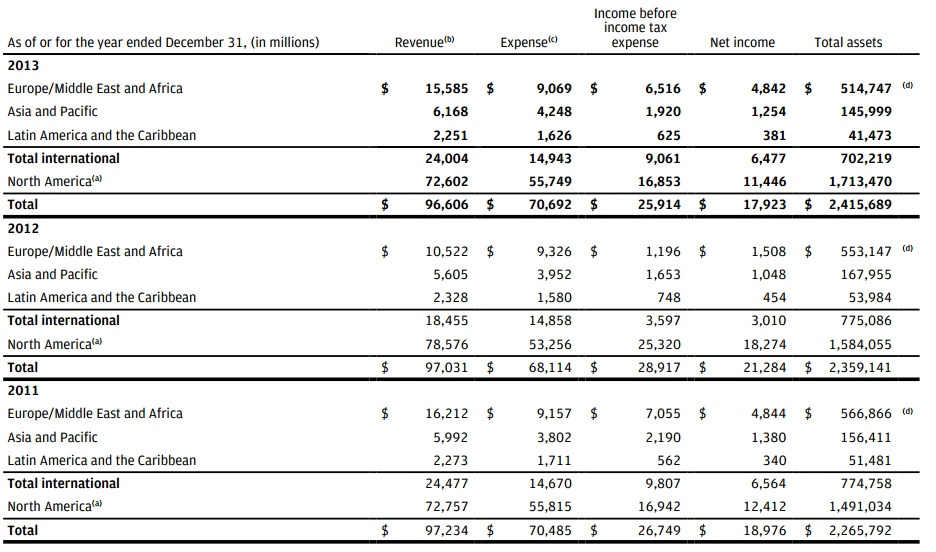 Income before
income tax
As of or for the year ended December 31, (in millions) Revenue(b) Expense(c) expense Net income Total assets
2013
Europe/Middle East and Africa $ 15,585 $ 9,069 $ 6,516 $ 4,842 $ 514,747 (d)
Asia and Pacific 6,168 4,248 1,920 1,254 145,999
Latin America and the Caribbean 2,251 1,626 625 381 41,473
Total international 24,004 14,943 9,061 6,477 702,219
North America(a) 72,602 55,749 16,853 11,446 1,713,470
Total $ 96,606 $ 70,692 $ 25,914 $ 17,923 $ 2,415,689
2012
Europe/Middle East and Africa $ 10,522 $ 9,326 $ 1,196 $ 1,508 $ 553,147 (d)
Asia and Pacific 5,605 3,952 1,653 1,048 167,955
Latin America and the Caribbean 2,328 1,580 748 454 53,984
Total international 18,455 14,858 3,597 3,010 775,086
North America(a) 78,576 53,256 25,320 18,274 1,584,055
Total $ 97,031 $ 68,114 $ 28,917 $ 21,284 $ 2,359,141
2011
Europe/Middle East and Africa $ 16,212 $ 9,157 $ 7,055 $ 4,844 $ 566,866 (d)
Asia and Pacific 5,992 3,802 2,190 1,380 156,411
Latin America and the Caribbean 2,273 1,711 562 340 51,481
Total international 24,477 14,670 9,807 6,564 774,758
North America(a) 72,757 55,815 16,942 12,412 1,491,034
Total $ 97,234 $ 70,485 $ 26,749 $ 18,976 $ 2,265,792